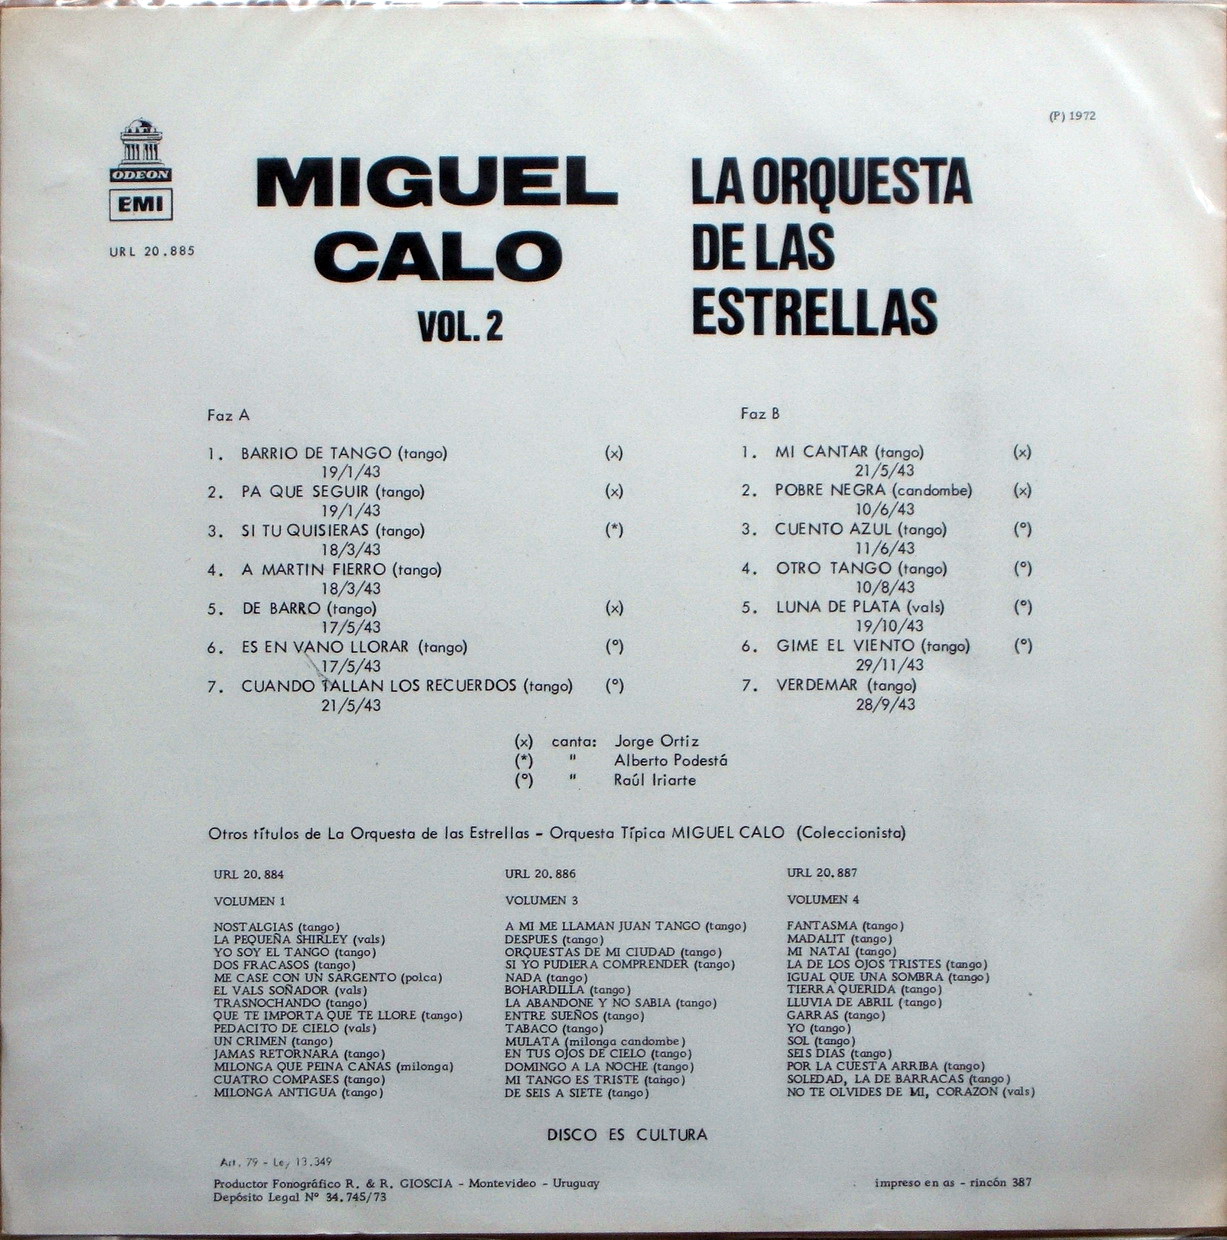 (P) 1972
ODEON
EMI
URL 20.885
MIGUEL
CALO
VOL. 2
LA ORQUESTA
DE LAS
ESTRELLAS
Faz A
1. BARRIO DE TANGO (tango) (x)
19/1/43
2. PA QUE SEGUIR (tango) (x)
19/1/43
3. SI TU QUISIERAS (tango) (*)
18/3/43
4. A MARTIN FIERRO (tango)
18/3/43
5. DE BARRO (tango) (x)
17/5/43
6. ES EN VANO LLORAR (tango) (°)
17/5/43
7. CUANDO TALLAN LOS RECUERDOS (tango) (°)
21/5/43
Faz B
1. MI CANTAR (tango) (x)
21/5/43
2. POBRE NEGRA (candombe) (x)
10/6/43
3. CUENTO AZUL (tango) (°)
11/6/43
4. OTRO TANGO (tango) (°)
10/8/43
5. LUNA DE PLATA (vals) (°)
19/10/43
6. GIME EL VIENTO (tango) (°)
29/11/43
7. VERDEMAR (tango)
28/9/43
(x) canta: Jorge Ortiz
(*) " Alberto Podestá
(°) " Raúl Iriarte
Otros títulos de La Orquesta de las Estrellas - Orquesta Típica MIGUEL CALO (Coleccionista)
URL 20.884
VOLUMEN 1
NOSTALGIAS (tango)
LA PEQUEÑA SHIRLEY (vals)
YO SOY EL TANGO (tango)
DOS FRACASOS (tango)
ME CASE CON UN SARGENTO (polca)
EL VALS SOÑADOR (vals)
TRASNOCHANDO (tango)
QUE TE IMPORTA QUE TE LLORE (tango)
PEDACITO DE CIELO (vals)
UN CRIMEN (tango)
JAMAS RETORNARA (tango)
MILONGA QUE PEINA CANAS (milonga)
CUATRO COMPASES (tango)
MILONGA ANTIGUA (tango)
URL 20.886
VOLUMEN 3
A MI ME LLAMAN JUAN TANGO (tango)
DESPUES (tango)
ORQUESTAS DE MI CIUDAD (tango)
SI YO PUDIERA COMPRENDER (tango)
NADA (tango)
BOHARDILLA (tango)
LA ABANDONE Y NO SABIA (tango)
ENTRE SUEÑOS (tango)
TABACO (tango)
MULATA (milonga candombe)
EN TUS OJOS DE CIELO (tango)
DOMINGO A LA NOCHE (tango)
MI TANGO ES TRISTE (tango)
DE SEIS A SIETE (tango)
URL 20.887
VOLUMEN 4
FANTASMA (tango)
MADALIT (tango)
MI NATAI (tango)
LA DE LOS OJOS TRISTES (tango)
IGUAL QUE UNA SOMBRA (tango)
TIERRA QUERIDA (tango)
LLUVIA DE ABRIL (tango)
GARRAS (tango)
YO (tango)
SOL (tango)
SEIS DIAS (tango)
POR LA CUESTA ARRIBA (tango)
SOLEDAD, LA DE BARRACAS (tango)
NO TE OLVIDES DE MI, CORAZON (vals)
DISCO ES CULTURA
Art. 79 - Ley 13.349
Productor Fonográfico R. & R. GIOSCIA - Montevideo - Uruguay
Depósito Legal Nº 34.745/73
impreso en as - rincón 387